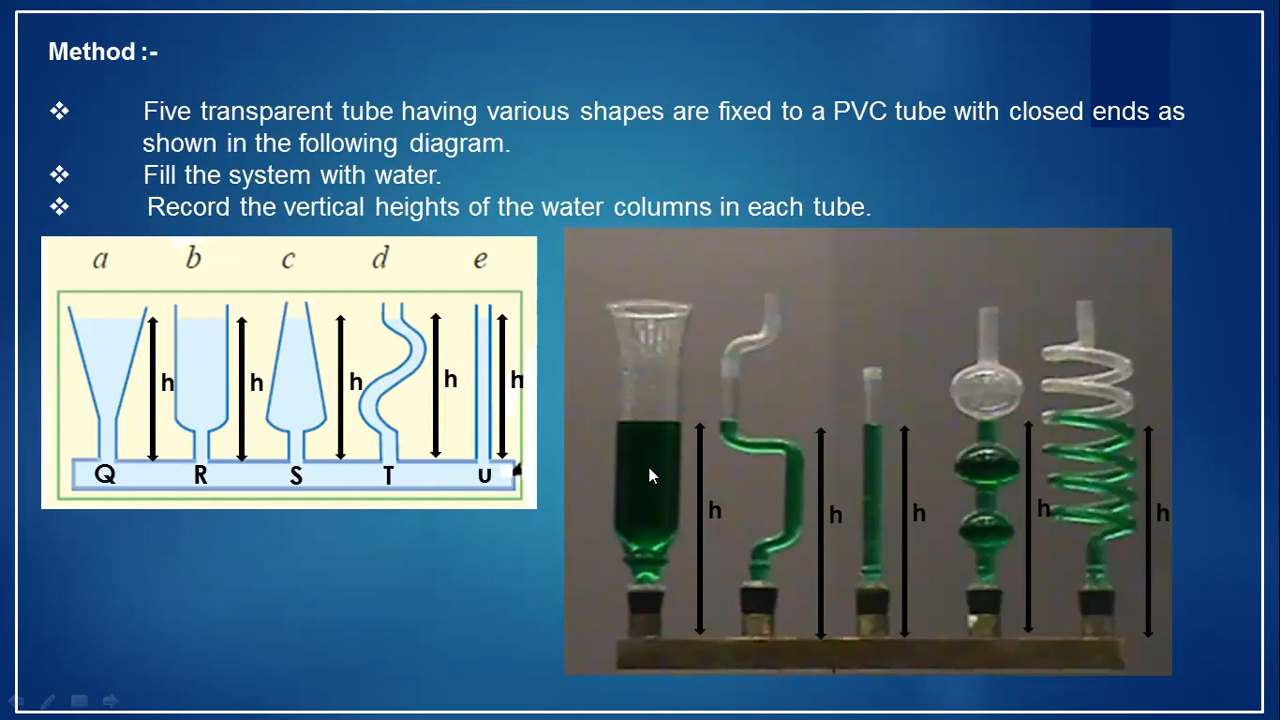 Method :-
❖ Five transparent tube having various shapes are fixed to a PVC tube with closed ends as
shown in the following diagram.
❖ Fill the system with water.
❖ Record the vertical heights of the water columns in each tube.
a b c d e
h h h h h
Q R S T u
h h h h h